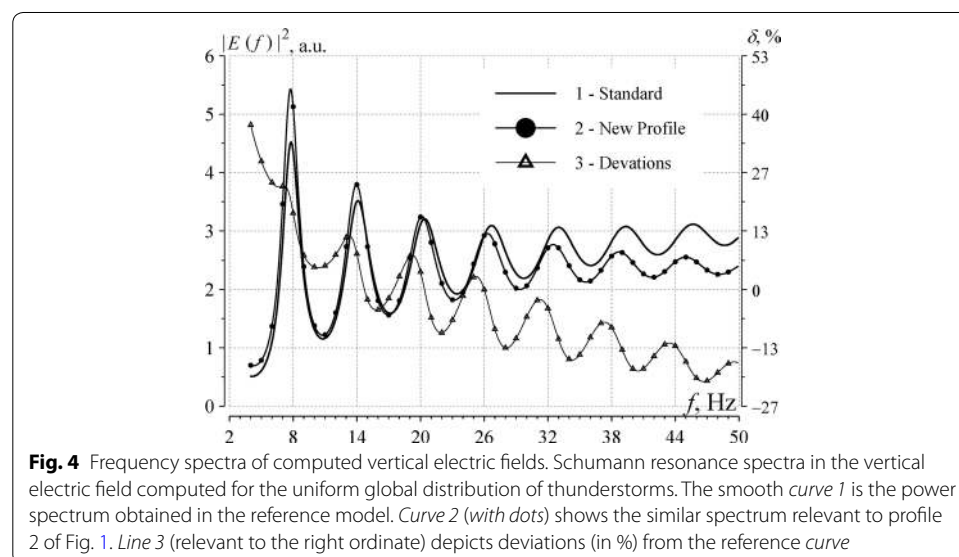 |E (f)|², a.u.
δ, %
6
53
5
40
4
27
3
13
2
0
1
−13
0
−27
1 - Standard
2 - New Profile
3 - Devations
f, Hz
2 8 14 20 26 32 38 44 50
Fig. 4 Frequency spectra of computed vertical electric fields. Schumann resonance spectra in the vertical
electric field computed for the uniform global distribution of thunderstorms. The smooth curve 1 is the power
spectrum obtained in the reference model. Curve 2 (with dots) shows the similar spectrum relevant to profile
2 of Fig. 1. Line 3 (relevant to the right ordinate) depicts deviations (in %) from the reference curve